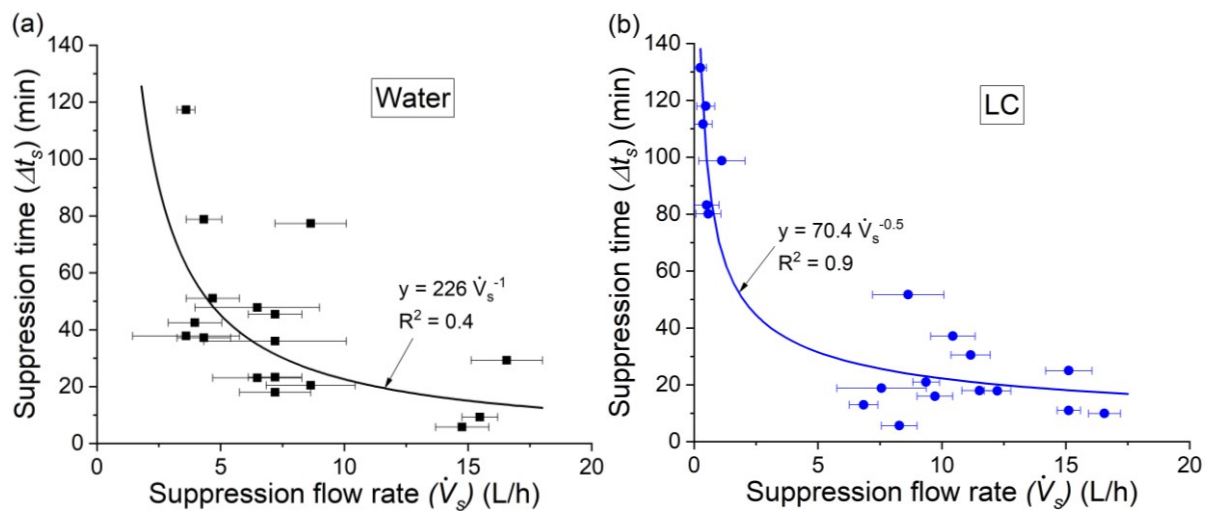 (a)
Suppression time (Δtₛ) (min)
140
120
100
80
60
40
20
0
Water
y = 226 V̇ₛ⁻¹
R² = 0.4
0 5 10 15 20
Suppression flow rate (V̇ₛ) (L/h)
(b)
Suppression time (Δtₛ) (min)
140
120
100
80
60
40
20
0
LC
y = 70.4 V̇ₛ⁻⁰·⁵
R² = 0.9
0 5 10 15 20
Suppression flow rate (V̇ₛ) (L/h)